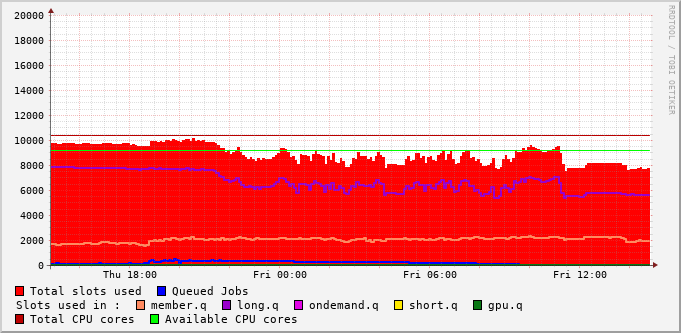 RRDTOOL / TOBI OETIKER
20000
18000
16000
14000
12000
10000
8000
6000
4000
2000
0
Thu 18:00 Fri 00:00 Fri 06:00 Fri 12:00
Total slots used Queued Jobs
Slots used in : member.q long.q ondemand.q short.q gpu.q
Total CPU cores Available CPU cores